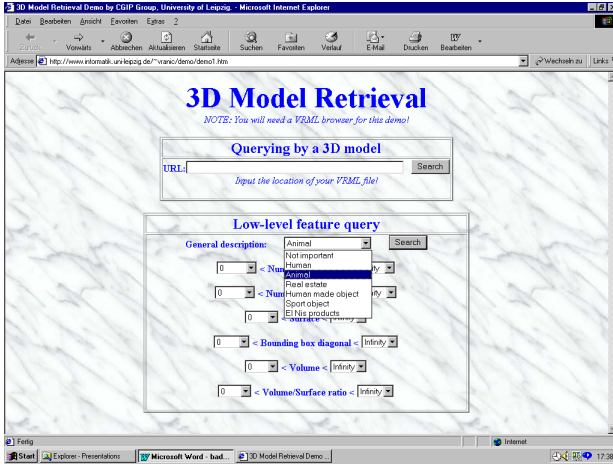 3D Model Retrieval Demo by CGIP Group, University of Leipzig. - Microsoft Internet Explorer
Datei Bearbeiten Ansicht Favoriten Extras ?
Zurück Vorwärts Abbrechen Aktualisieren Startseite Suchen Favoriten Verlauf E-Mail Drucken Bearbeiten
Adresse http://www.informatik.uni-leipzig.de/~vranic/demo/demo1.htm Wechseln zu Links
3D Model Retrieval
NOTE: You will need a VRML browser for this demo!
Querying by a 3D model
URL: Search
Input the location of your VRML file!
Low-level feature query
General description: Animal Search
Not important
Human
0 < Num ity
Animal
Real estate
0 < Num ity
Human made object
Sport object
El Nis products
0 < Surface < Infinity
0 < Bounding box diagonal < Infinity
0 < Volume < Infinity
0 < Volume/Surface ratio < Infinity
Fertig Internet
Start Explorer - Presentations Microsoft Word - bad... 3D Model Retrieval Demo ... 17:38